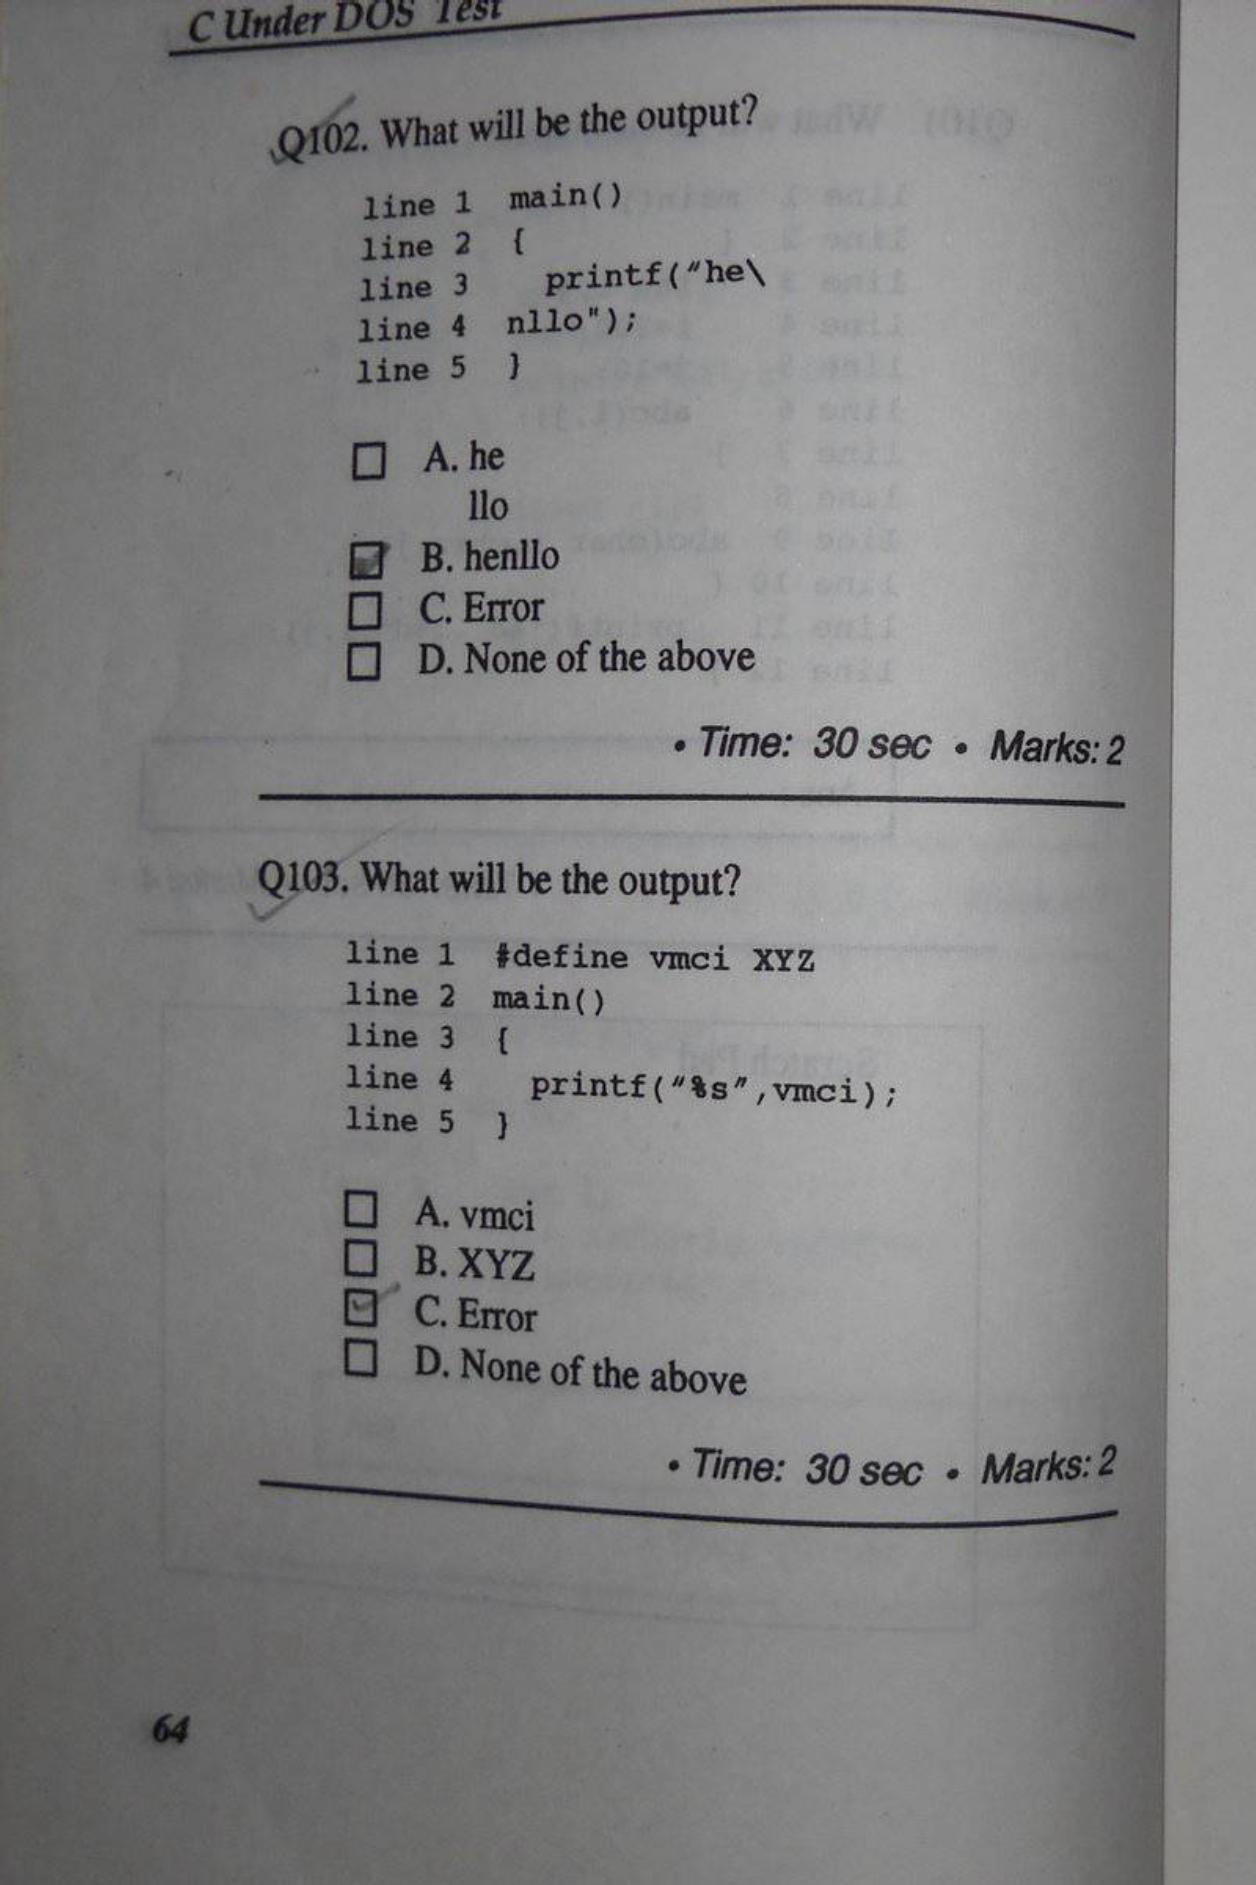 C Under DOS Test
Q102. What will be the output?
line 1 main()
line 2 {
line 3 printf("he\
line 4 nllo");
line 5 }
A. he
llo
B. henllo
C. Error
D. None of the above
• Time: 30 sec • Marks: 2
Q103. What will be the output?
line 1 #define vmci XYZ
line 2 main()
line 3 {
line 4 printf("%s",vmci);
line 5 }
A. vmci
B. XYZ
C. Error
D. None of the above
• Time: 30 sec • Marks: 2
64